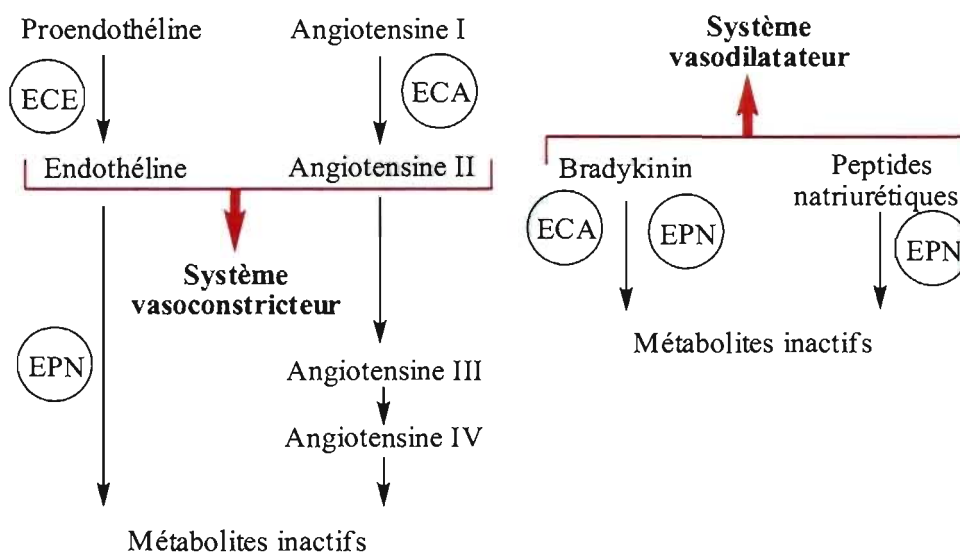 Proendothéline
Angiotensine I
ECE
ECA
Endothéline
Angiotensine II
Système
vasoconstricteur
EPN
Angiotensine III
Angiotensine IV
Métabolites inactifs
Système
vasodilatateur
Bradykinin
Peptides
natriurétiques
ECA
EPN
EPN
Métabolites inactifs